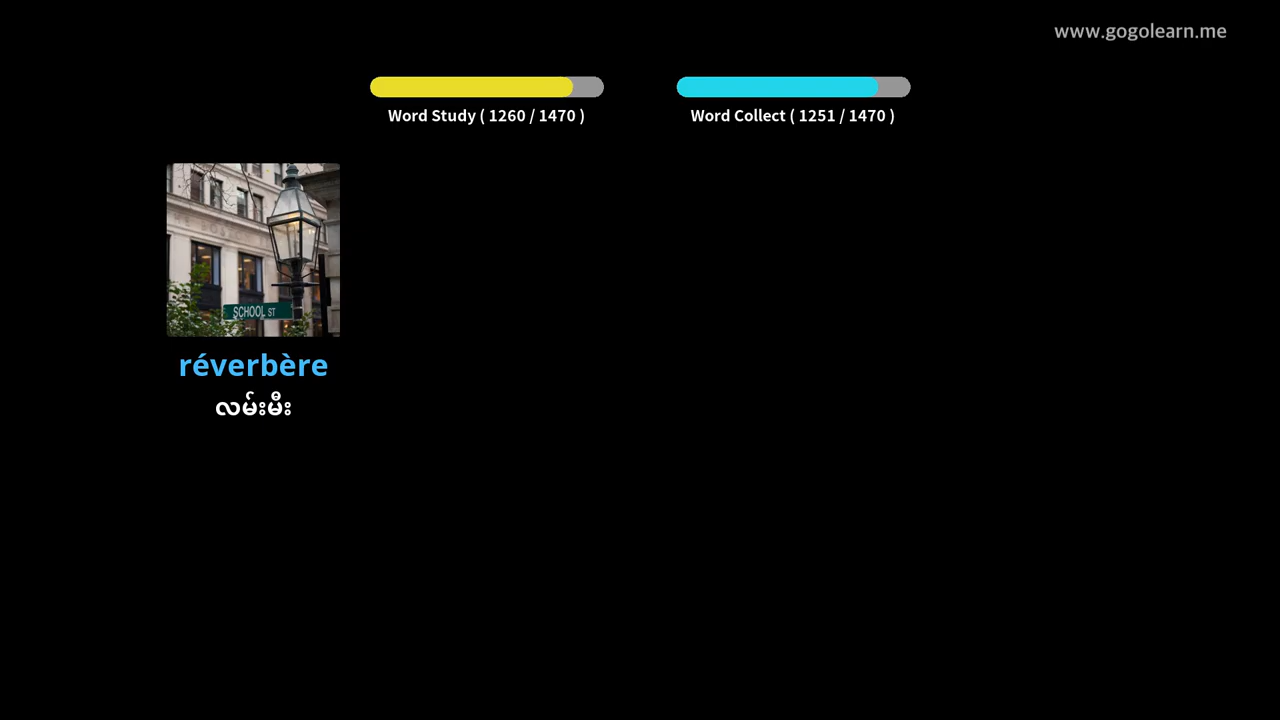 www.gogolearn.me
Word Study ( 1260 / 1470 )
Word Collect ( 1251 / 1470 )
SCHOOL ST
réverbère
လမ်းမီး